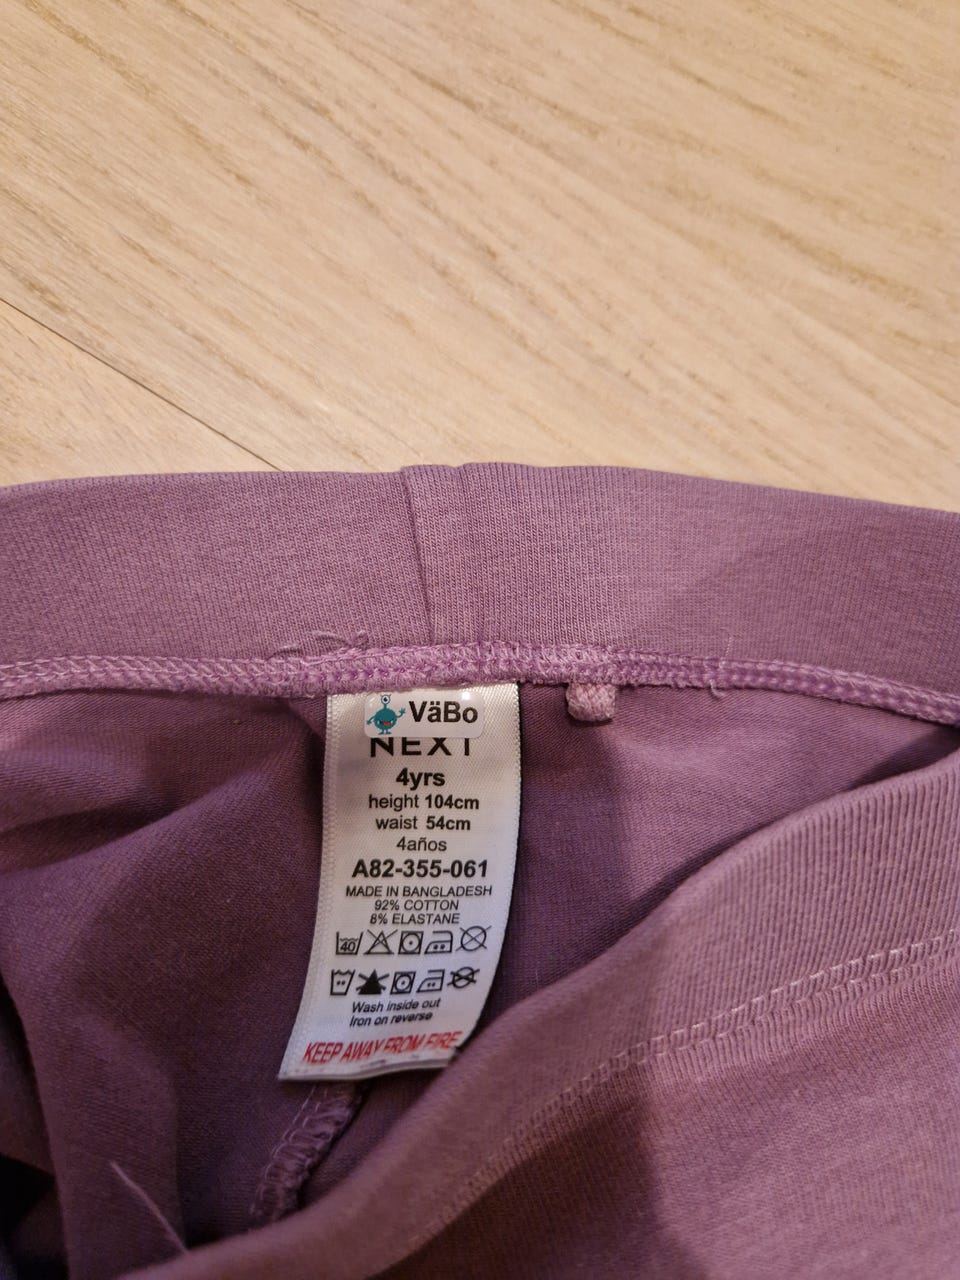 VäBo
NEXT
4yrs
height 104cm
waist 54cm
4años
A82-355-061
MADE IN BANGLADESH
92% COTTON
8% ELASTANE
40
Wash inside out
Iron on reverse
KEEP AWAY FROM FIRE